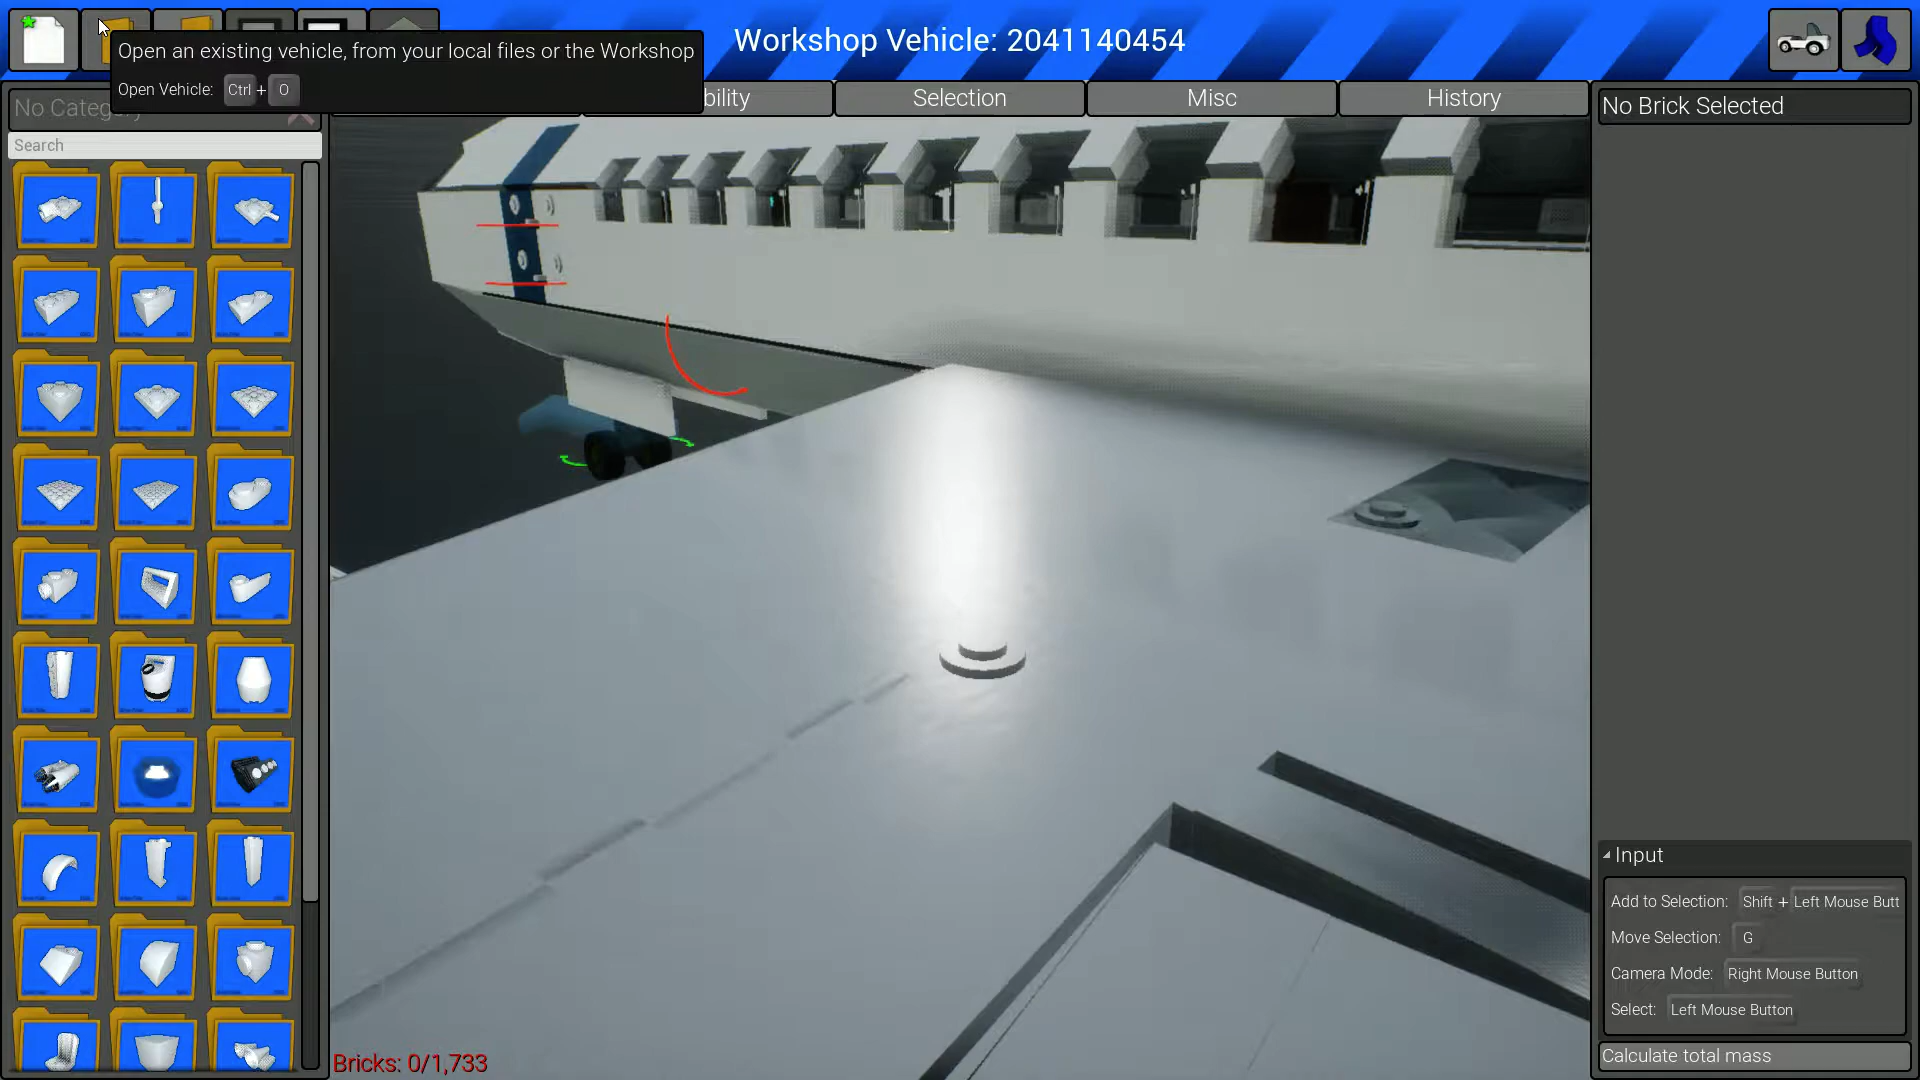 Workshop Vehicle: 2041140454
Open an existing vehicle, from your local files or the Workshop
Open Vehicle: Ctrl + O
bility
Selection
Misc
History
No Category
Search
No Brick Selected
Input
Add to Selection: Shift + Left Mouse Butt
Move Selection: G
Camera Mode: Right Mouse Button
Select: Left Mouse Button
Calculate total mass
Bricks: 0/1,733